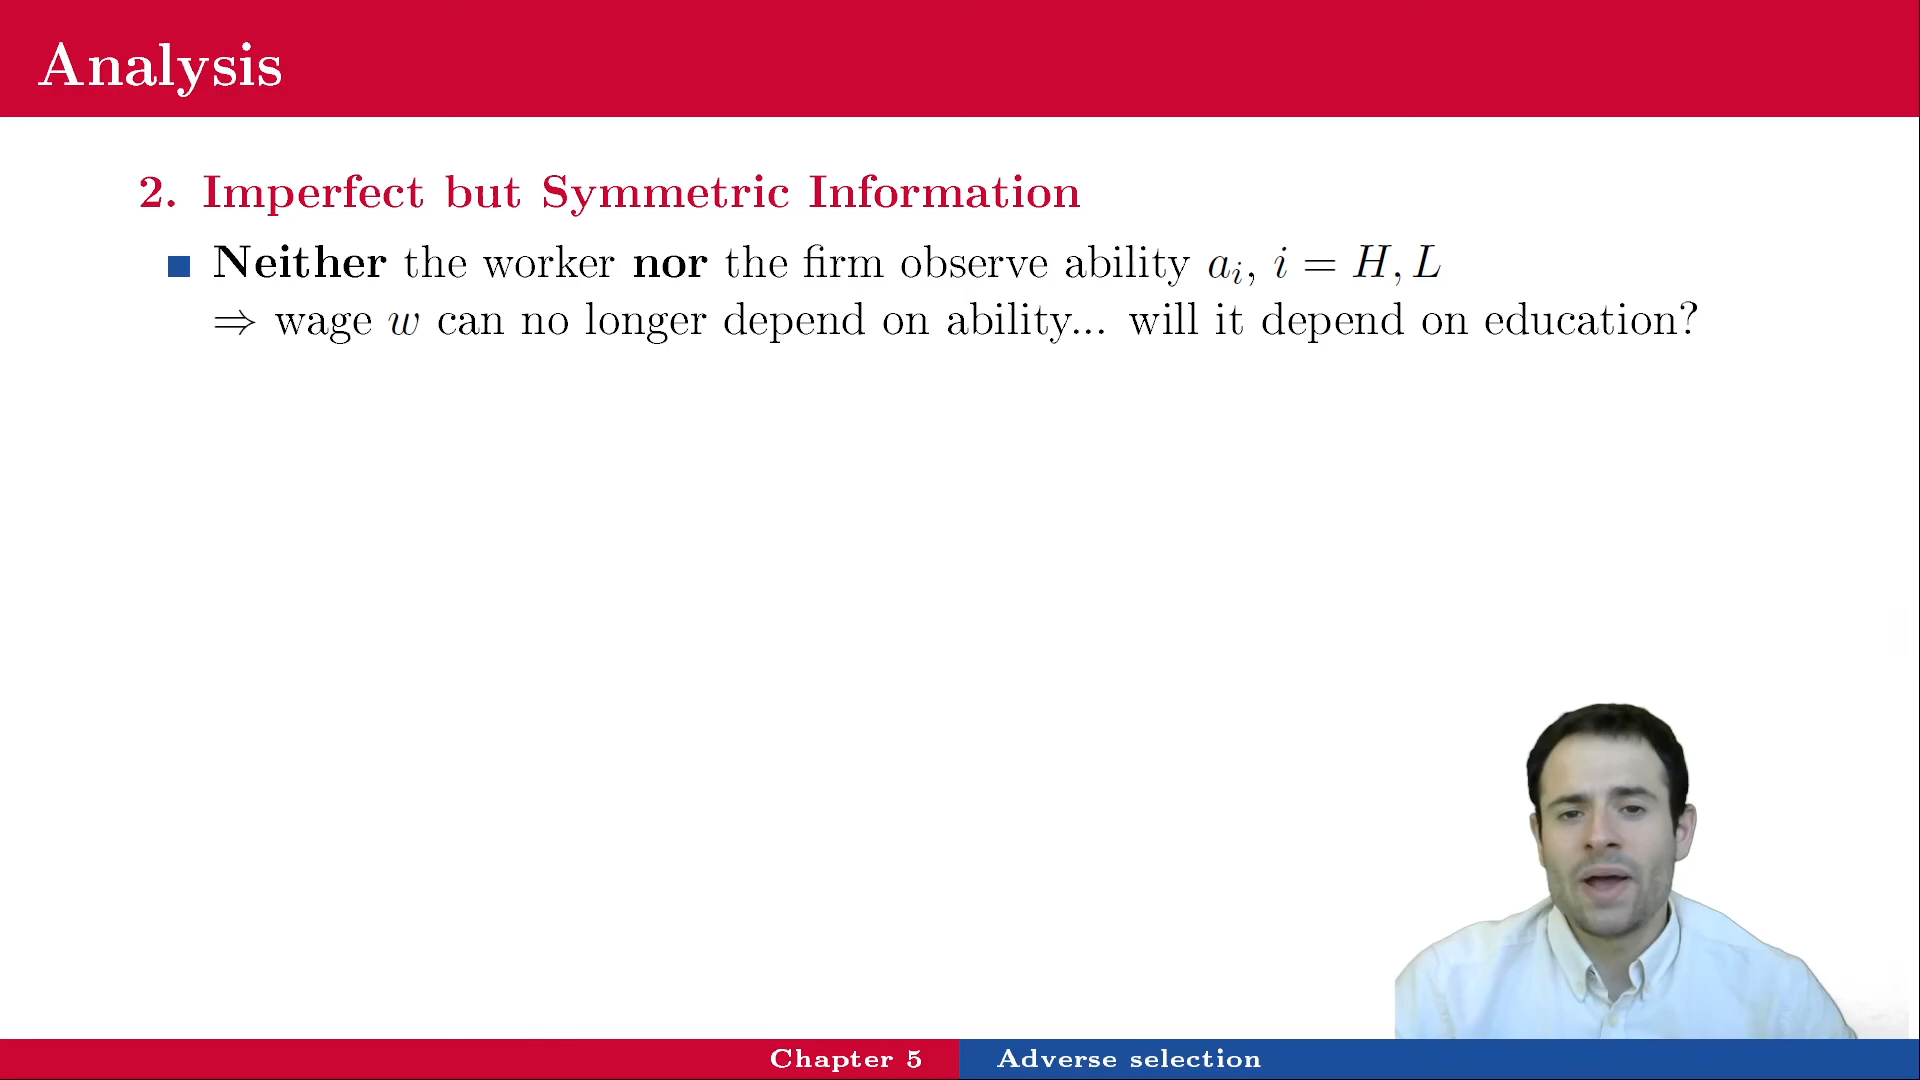 Analysis
2. Imperfect but Symmetric Information
Neither the worker nor the firm observe ability a_i, i = H, L
⇒ wage w can no longer depend on ability... will it depend on education?
Chapter 5
Adverse selection